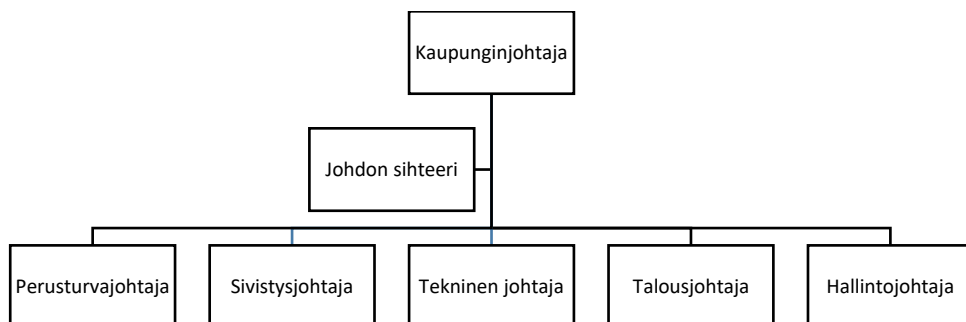 Kaupunginjohtaja
Johdon sihteeri
Perusturvajohtaja
Sivistysjohtaja
Tekninen johtaja
Talousjohtaja
Hallintojohtaja